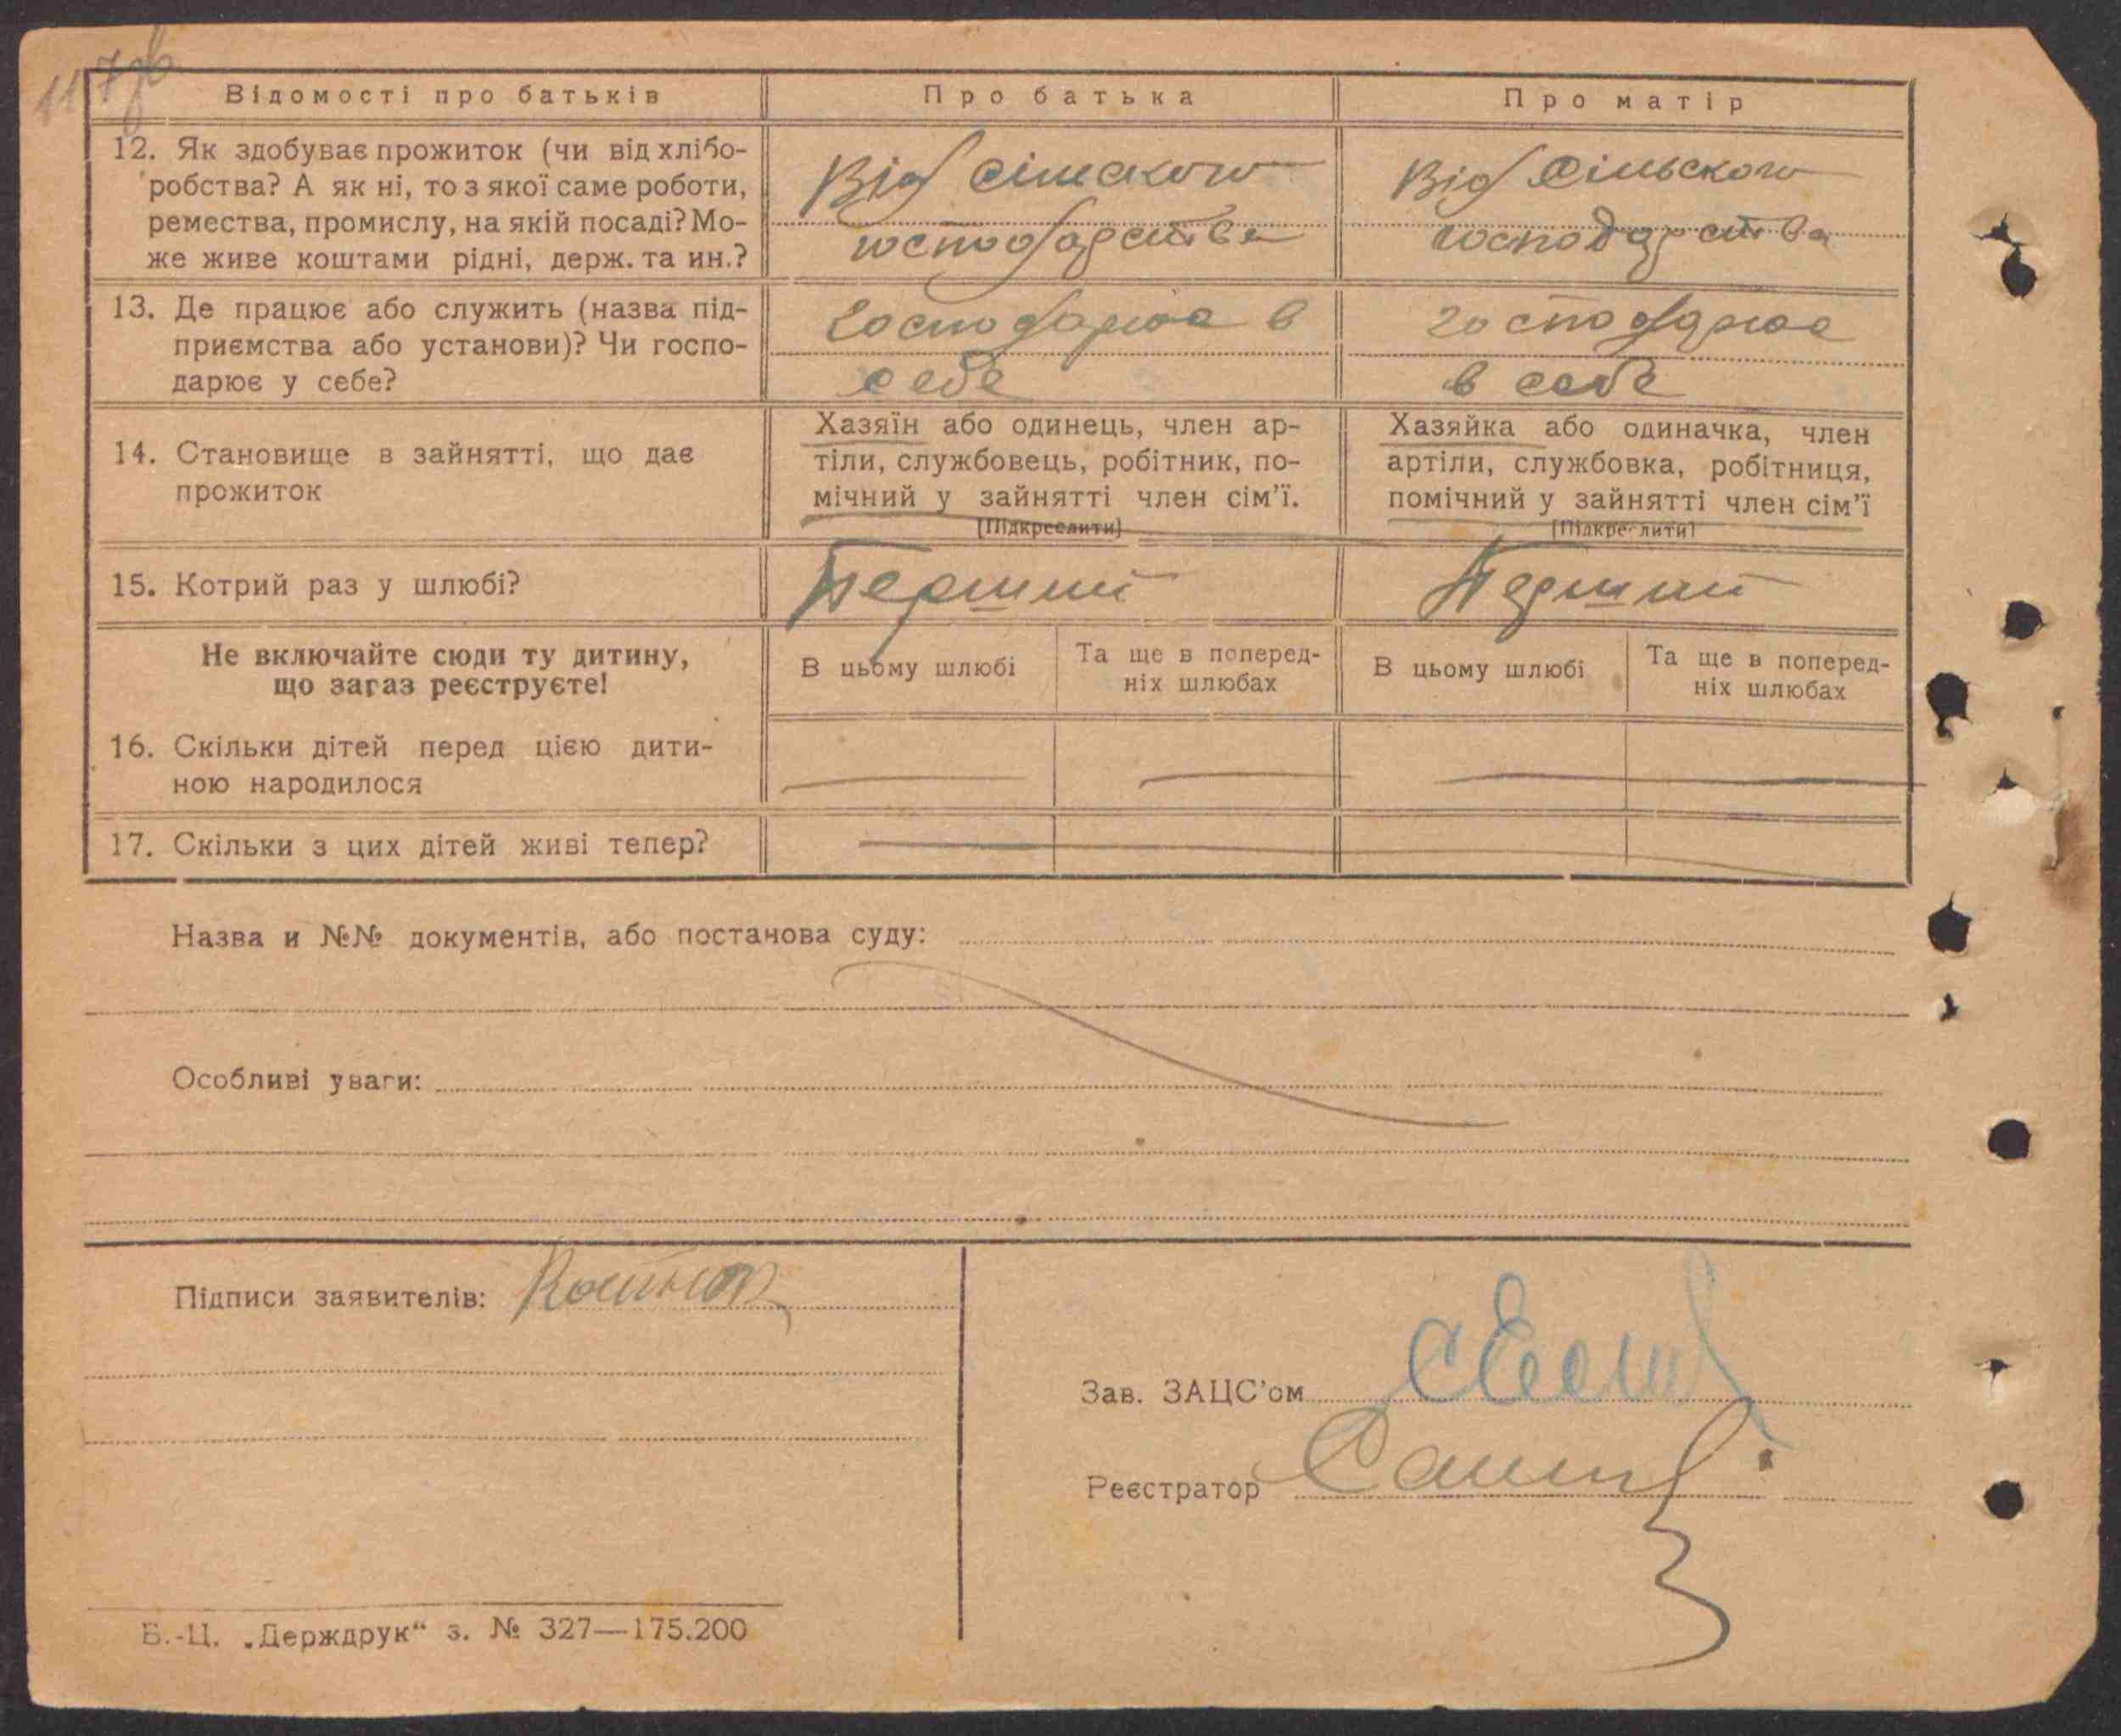 117зв
Відомості про батьків
Про батька
Про матір
12. Як здобуває прожиток (чи від хлібо-
робства? А як ні, то з якої саме роботи,
ремества, промислу, на якій посаді? Мо-
же живе коштами рідні, держ. та ин.?
Від сільского
господарства
Від Сільского
господарства
13. Де працює або служить (назва під-
приємства або установи)? Чи госпо-
дарює у себе?
Господарює в
себе
господарює
в себе
14. Становище в зайнятті, що дає
прожиток
Хазяїн або одинець, член ар-
тіли, службовець, робітник, по-
мічний у зайнятті член сім’ї.
(Підкреслити)
Хазяйка або одиначка, член
артіли, службовка, робітниця,
помічний у зайнятті член сім’ї
(Підкреслити)
15. Котрий раз у шлюбі?
Перший
Перший
Не включайте сюди ту дитину,
що зараз реєструєте!
В цьому шлюбі
Та ще в поперед-
ніх шлюбах
В цьому шлюбі
Та ще в поперед-
ніх шлюбах
16. Скільки дітей перед цією дити-
ною народилося
17. Скільки з цих дітей живі тепер?
Назва и №№ документів, або постанова суду:
Особливі уваги:
Підписи заявителів:
Зав. ЗАЦС’ом
Реєстратор
Б.-Ц. „Держдрук“ з. № 327—175.200